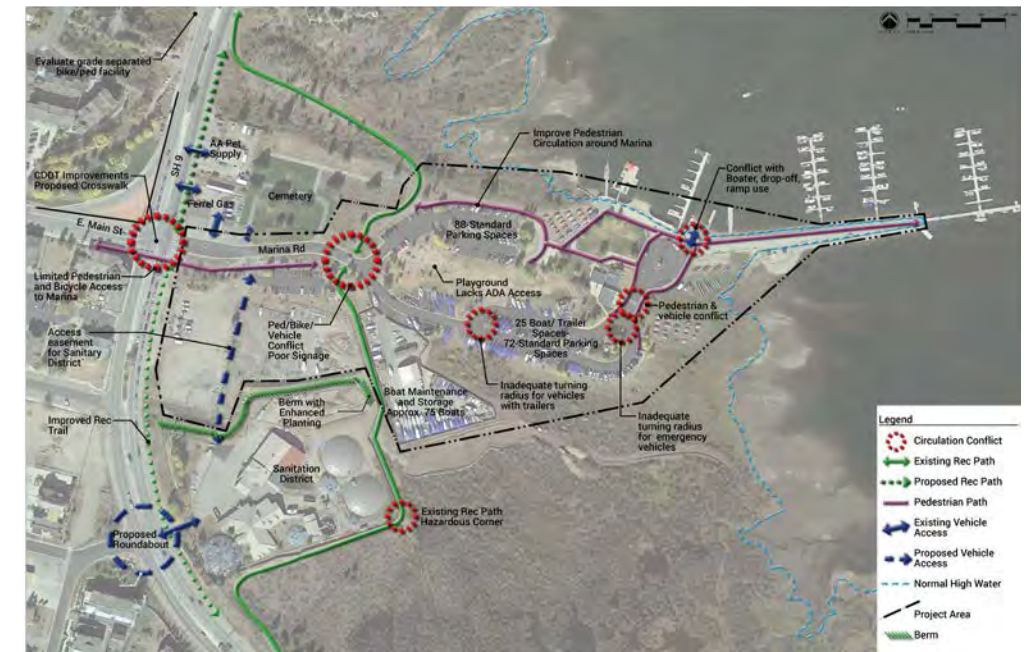 Evaluate grade separated
bike/ped facility
SH 9
AA Pet
Supply
CDOT Improvements
Proposed Crosswalk
Ferrel Gas
Cemetery
E. Main St
Marina Rd
Improve Pedestrian
Circulation around Marina
Conflict with
Boater, drop-off,
ramp use
88-Standard
Parking Spaces
Limited Pedestrian
and Bicycle Access
to Marina
Playground
Lacks ADA Access
Pedestrian &
vehicle conflict
Access
easement
for Sanitary
District
Ped/Bike/
Vehicle
Conflict
Poor Signage
25 Boat/ Trailer
Spaces-
72-Standard Parking
Spaces
Inadequate turning
radius for vehicles
with trailers
Inadequate
turning radius
for emergency
vehicles
Boat Maintenance
and Storage
Approx. 75 Boats
Berm with
Enhanced
Planting
Improved Rec
Trail
Sanitation
District
Existing Rec Path
Hazardous Corner
Proposed
Roundabout
Legend
Circulation Conflict
Existing Rec Path
Proposed Rec Path
Pedestrian Path
Existing Vehicle
Access
Proposed Vehicle
Access
Normal High Water
Project Area
Berm